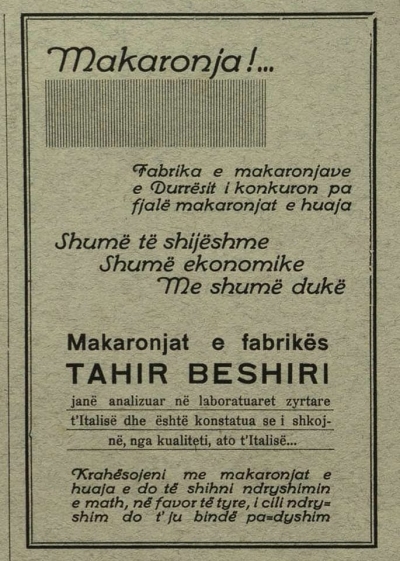 Makaronja!...
Fabrika e makaronjave
e Durrësit i konkuron pa
fjalë makaronjat e huaja
Shumë të shijëshme
Shumë ekonomike
Me shumë dukë
Makaronjat e fabrikës
TAHIR BESHIRI
janë analizuar në laboratuaret zyrtare
t'Italisë dhe është konstatua se i shkoj-
në, nga kualiteti, ato t'Italisë...
Krahësojeni me makaronjat e
huaja e do të shihni ndryshimin
e math, në favor të tyre, i cili ndry=
shim do t'ju bindë pa=dyshim